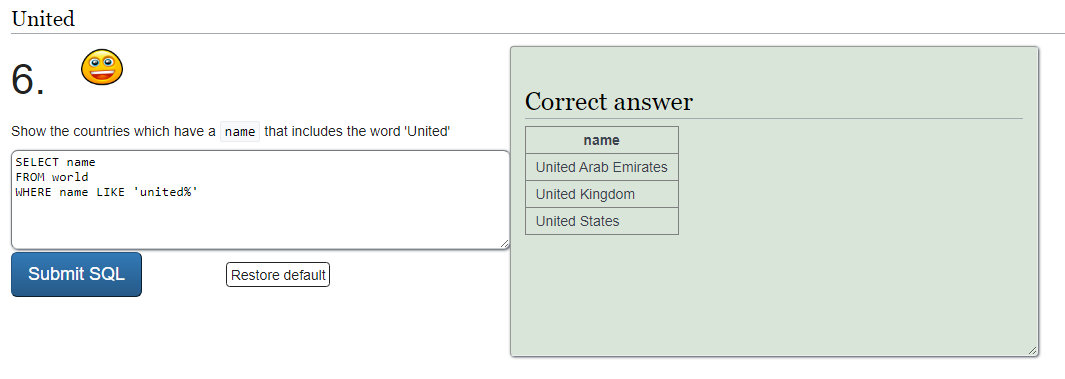 United
6.
Show the countries which have a name that includes the word 'United'
SELECT name
FROM world
WHERE name LIKE 'united%'
Submit SQL
Restore default
Correct answer
name
United Arab Emirates
United Kingdom
United States